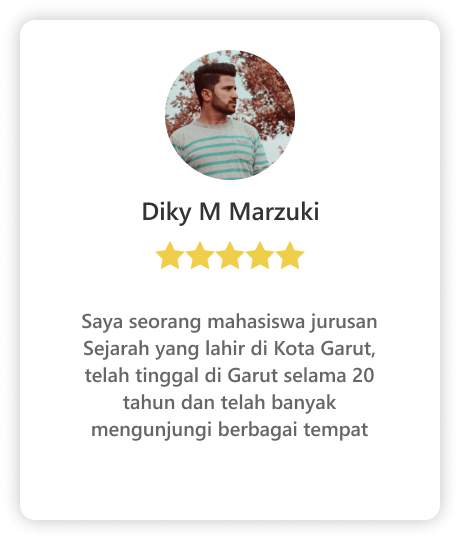 Diky M Marzuki
Saya seorang mahasiswa jurusan
Sejarah yang lahir di Kota Garut,
telah tinggal di Garut selama 20
tahun dan telah banyak
mengunjungi berbagai tempat